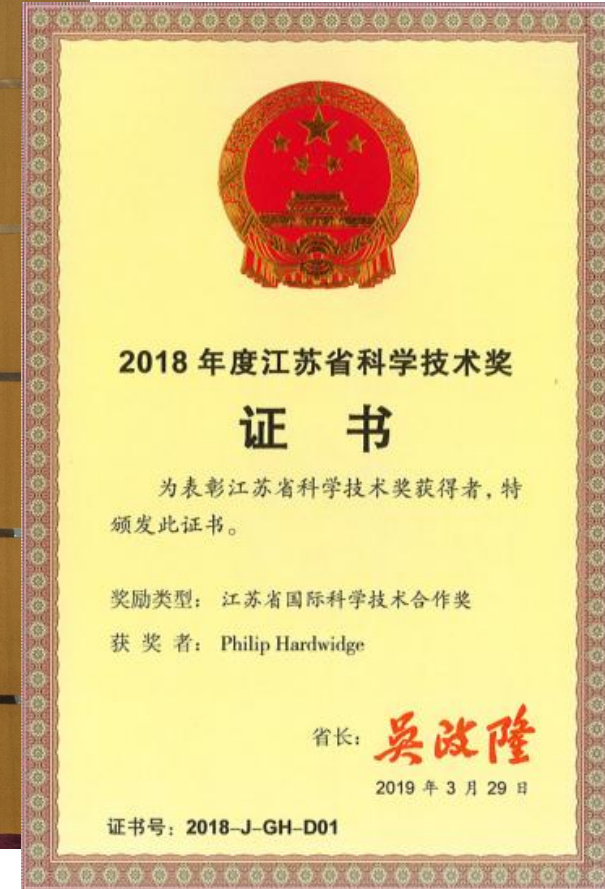 2018 年度江苏省科学技术奖
证 书
为表彰江苏省科学技术奖获得者，特
颁发此证书。
奖励类型： 江苏省国际科学技术合作奖
获 奖 者： Philip Hardwidge
省长： 吴政隆
2019 年 3 月 29 日
证书号：2018-J-GH-D01